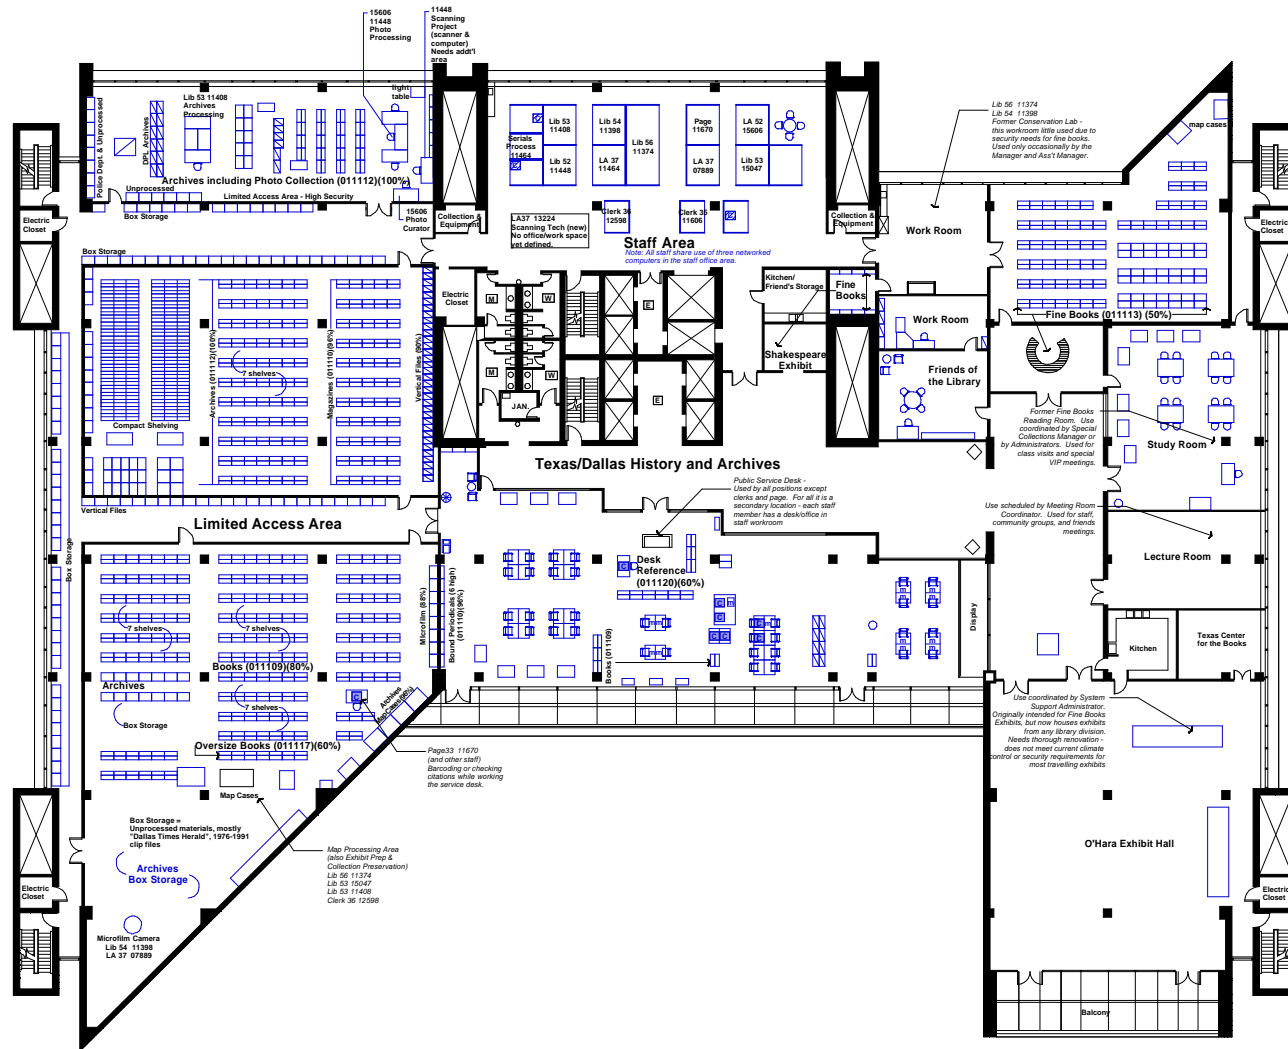 15606
11448
Photo
Processing
11448
Scanning
Project
(scanner &
computer)
Needs addt'l
area
light
table
Lib 53 11408
Archives
Processing
Police Dept. & Unprocessed
DPL Archives
Archives including Photo Collection (011112)(100%)
Unprocessed
Limited Access Area - High Security
Box Storage
15606
Photo
Curator
Collection &
Equipment
Lib 53
11408
Serials
Process
11464
Lib 52
11448
Lib 54
11398
LA 37
11464
Lib 56
11374
Page
11670
LA 37
07889
LA 52
15606
Lib 53
15047
Clerk 36
12598
Clerk 35
11606
LA37 13224
Scanning Tech (new)
No office/work space
yet defined.
Staff Area
Note: All staff share use of three networked
computers in the staff office area.
Collection &
Equipment
Lib 56 11374
Lib 54 11398
Former Conservation Lab -
this workroom little used due to
security needs for fine books.
Used only occasionally by the
Manager and Ass't Manager.
map cases
Work Room
Electric
Closet
Electric
Closet
Box Storage
Electric
Closet
M
W
E
Kitchen/
Friend's Storage
Fine
Books
Work Room
Fine Books (011113) (50%)
Shakespeare
Exhibit
Friends of
the Library
M
W
E
JAN.
7 shelves
Archives (011112)(100%)
Magazines (011110)(96%)
Vertical Files (90%)
Compact Shelving
Former Fine Books
Reading Room. Use
coordinated by Special
Collections Manager or
by Administrators. Used for
class visits and special
VIP meetings.
Study Room
Texas/Dallas History and Archives
Public Service Desk -
Used by all positions except
clerks and page. For all it is a
secondary location - each staff
member has a desk/office in
staff workroom
Vertical Files
Limited Access Area
Use scheduled by Meeting Room
Coordinator. Used for staff,
community groups, and friends
meetings.
Lecture Room
Box Storage
Desk
Reference
(011120)(60%)
C
Microfilm (88%)
Bound Periodicals (6 high)
(011110)(96%)
7 shelves
7 shelves
C
m
C
C
C
m
m
m
m
C
m
C
m
m
m
m
m
m
m
m
Display
Kitchen
Texas Center
for the Books
Books (011109)
Books (011109)(80%)
Archives
7 shelves
Box Storage
C
Archives
Map Cases(66%)
Oversize Books (011117)(60%)
Page33 11670
(and other staff)
Barcoding or checking
citations while working
the service desk.
Use coordinated by System
Support Administrator.
Originally intended for Fine Books
Exhibits, but now houses exhibits
from any library division.
Needs thorough renovation -
does not meet current climate
control or security requirements for
most travelling exhibits
Map Cases
Box Storage =
Unprocessed materials, mostly
"Dallas Times Herald", 1976-1991
clip files
Map Processing Area
(also Exhibit Prep &
Collection Preservation)
Lib 56 11374
Lib 53 15047
Lib 53 11408
Clerk 36 12598
O'Hara Exhibit Hall
Archives
Box Storage
Electric
Closet
Electric
Closet
Microfilm Camera
Lib 54 11398
LA 37 07889
Balcony